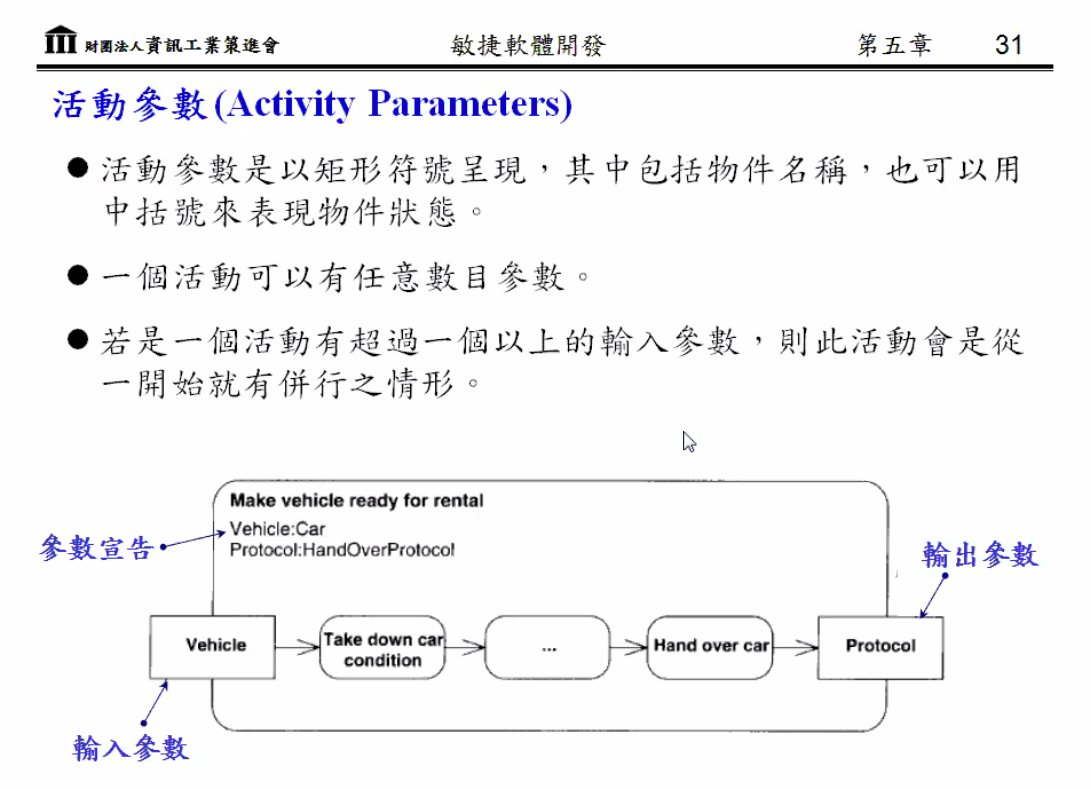 財團法人資訊工業策進會 敏捷軟體開發 第五章 31
活動參數(Activity Parameters)
● 活動參數是以矩形符號呈現，其中包括物件名稱，也可以用
中括號來表現物件狀態。
● 一個活動可以有任意數目參數。
● 若是一個活動有超過一個以上的輸入參數，則此活動會是從
一開始就有併行之情形。
Make vehicle ready for rental
Vehicle:Car
Protocol:HandOverProtocol
參數宣告
輸出參數
Vehicle
Take down car
condition
...
Hand over car
Protocol
輸入參數